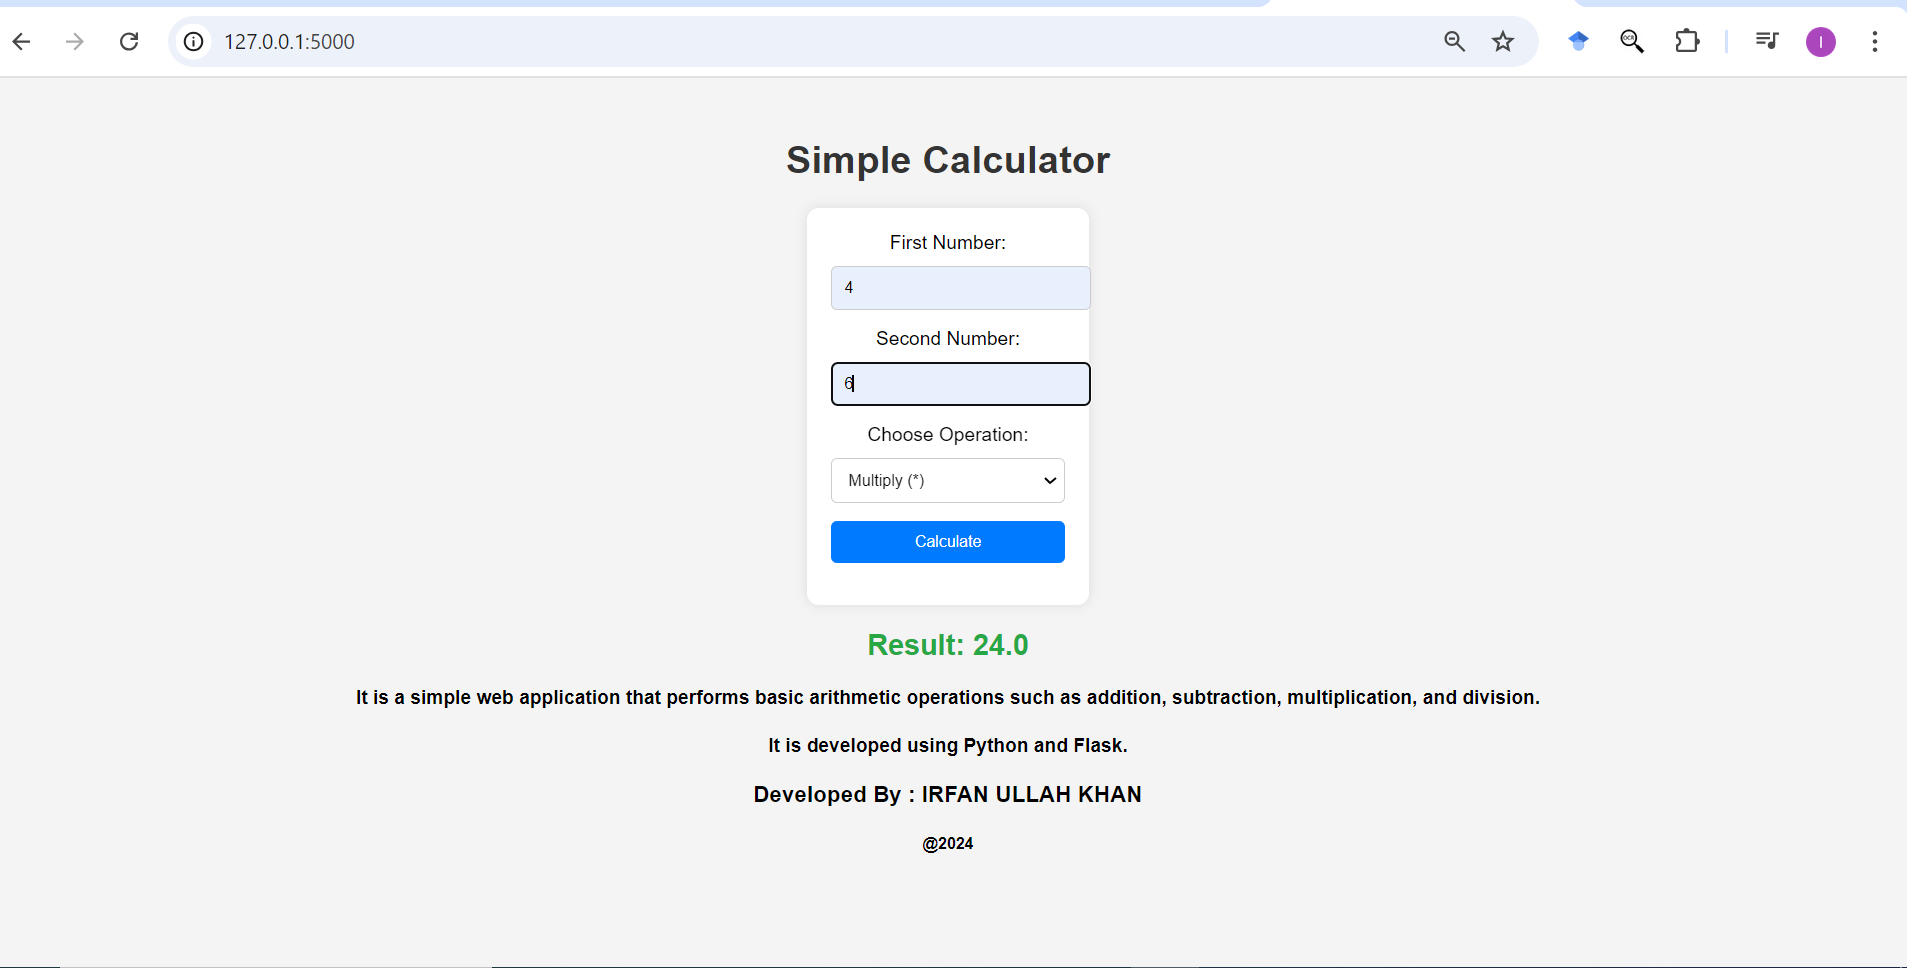 127.0.0.1:5000
OCR
I
Simple Calculator
First Number:
4
Second Number:
6
Choose Operation:
Multiply (*)
Calculate
Result: 24.0
It is a simple web application that performs basic arithmetic operations such as addition, subtraction, multiplication, and division.
It is developed using Python and Flask.
Developed By : IRFAN ULLAH KHAN
@2024